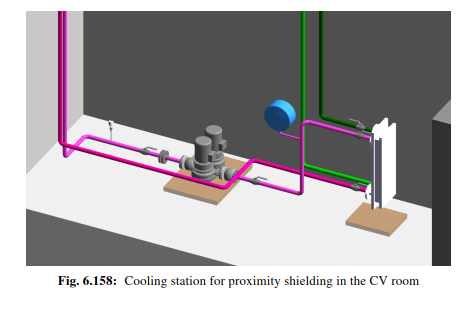 Fig. 6.158: Cooling station for proximity shielding in the CV room